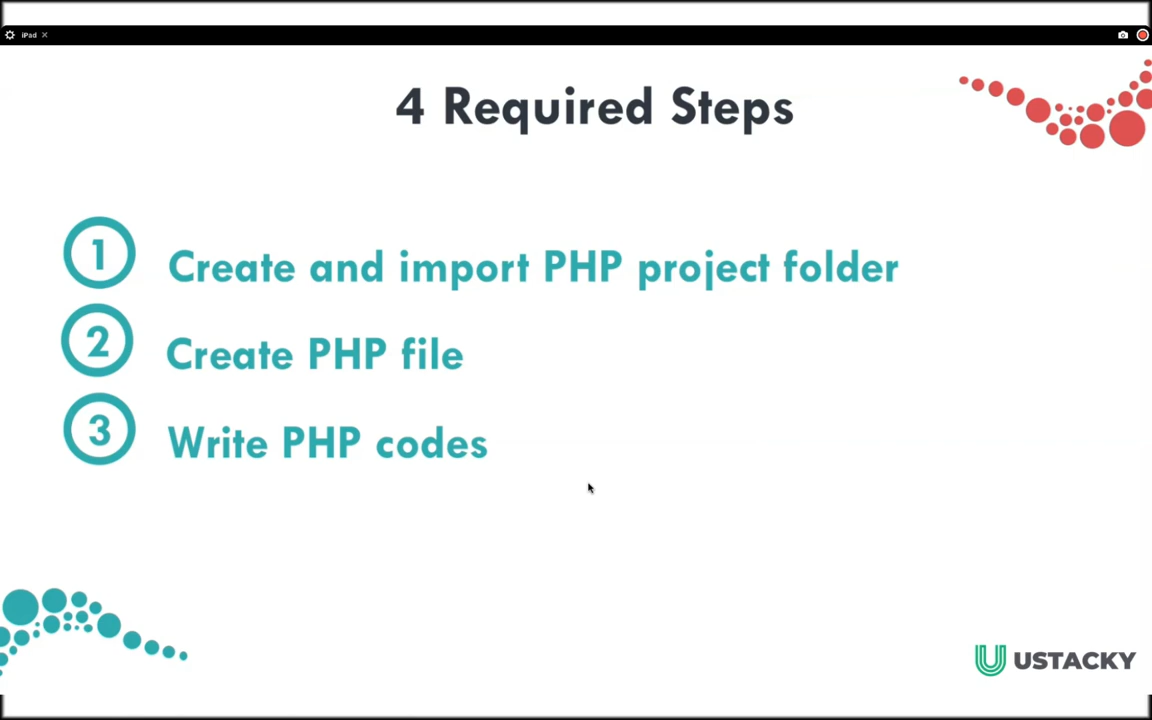 iPad
4 Required Steps
1 Create and import PHP project folder
2 Create PHP file
3 Write PHP codes
USTACKY